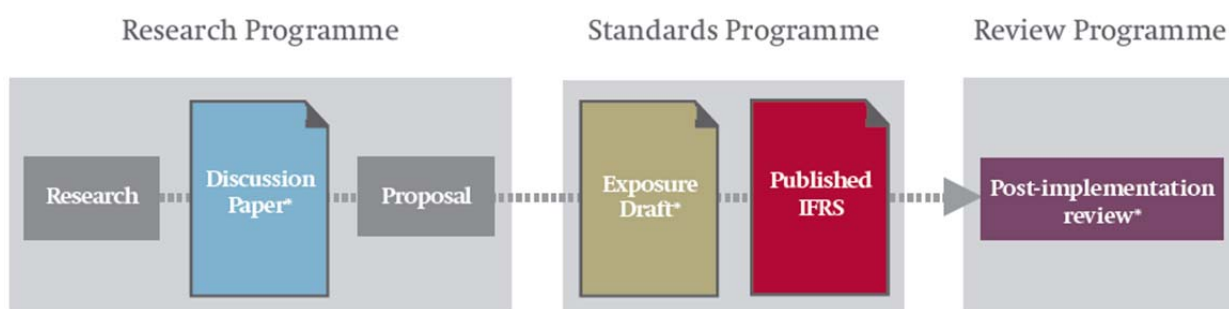 Research Programme
Standards Programme
Review Programme
Research
Discussion
Paper*
Proposal
Exposure
Draft*
Published
IFRS
Post-implementation
review*